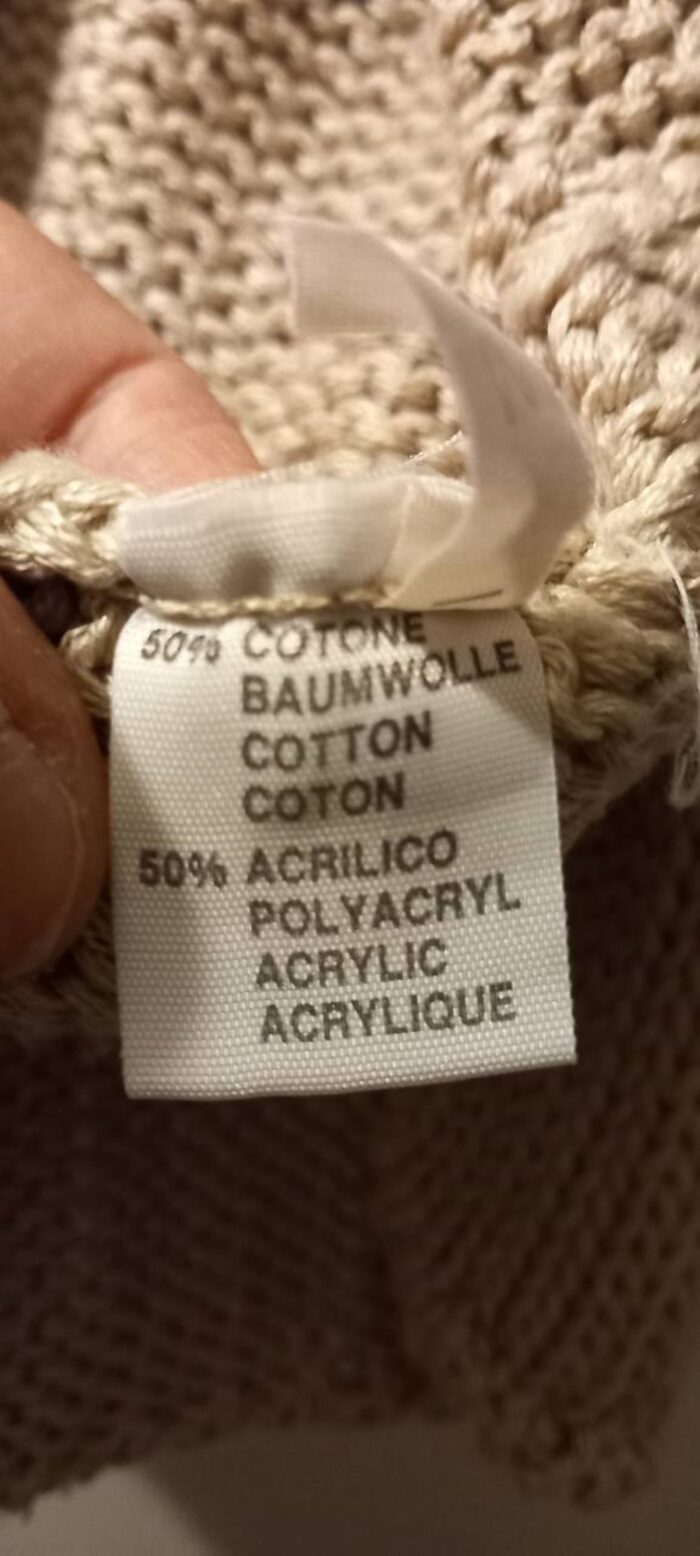 50% COTONE
BAUMWOLLE
COTTON
COTON
50% ACRILICO
POLYACRYL
ACRYLIC
ACRYLIQUE